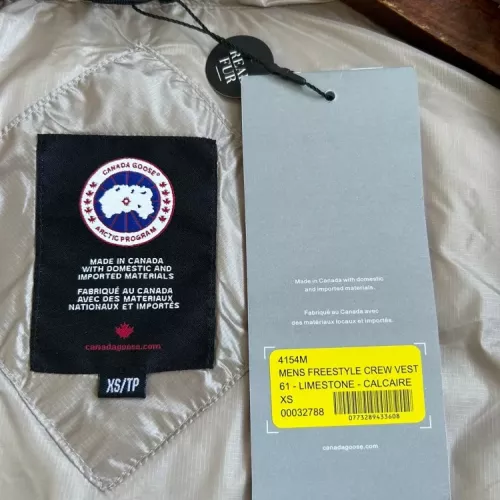 REAL
FUR
CANADA GOOSE®
ARCTIC PROGRAM
MADE IN CANADA
WITH DOMESTIC AND
IMPORTED MATERIALS
FABRIQUÉ AU CANADA
AVEC DES MATERIAUX
NATIONAUX ET IMPORTÉS
canadagoose.com
XS/TP
Made in Canada with domestic
and imported materials.
Fabriqué au Canada avec
des matériaux locaux et importés.
4154M
MENS FREESTYLE CREW VEST
61 - LIMESTONE - CALCAIRE
XS
00032788
0773289433608
canadagoose.com